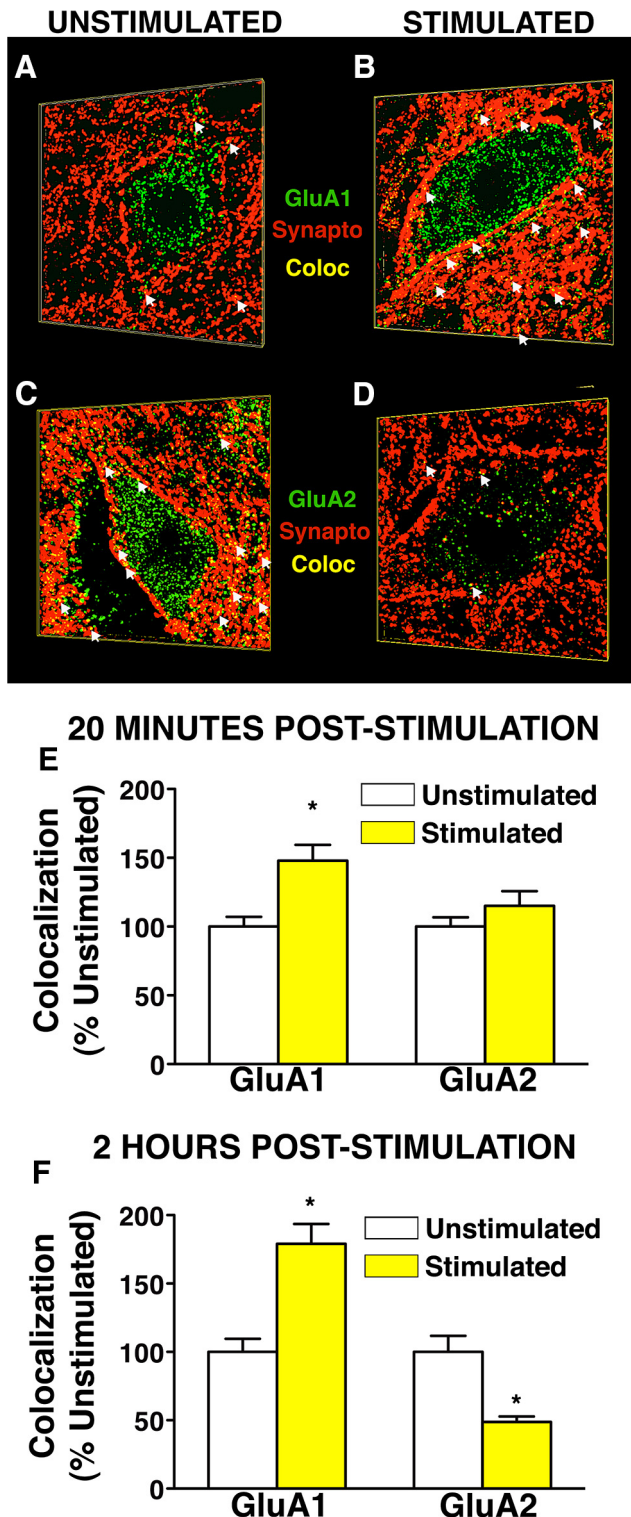 UNSTIMULATED STIMULATED
A B
GluA1
Synapto
Coloc
C D
GluA2
Synapto
Coloc
20 MINUTES POST-STIMULATION
E
Colocalization
(% Unstimulated)
200
150
100
50
0
*
Unstimulated
Stimulated
GluA1 GluA2
2 HOURS POST-STIMULATION
F
Colocalization
(% Unstimulated)
200
150
100
50
0
*
*
Unstimulated
Stimulated
GluA1 GluA2